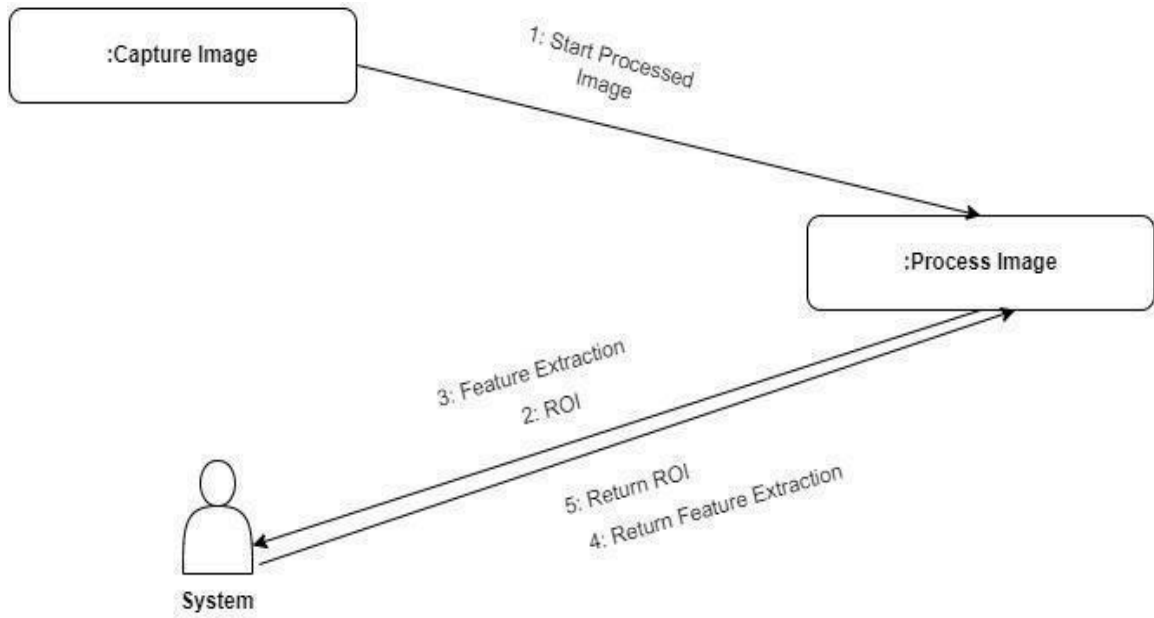 :Capture Image
1: Start Processed
Image
:Process Image
3: Feature Extraction
2: ROI
5: Return ROI
4: Return Feature Extraction
System